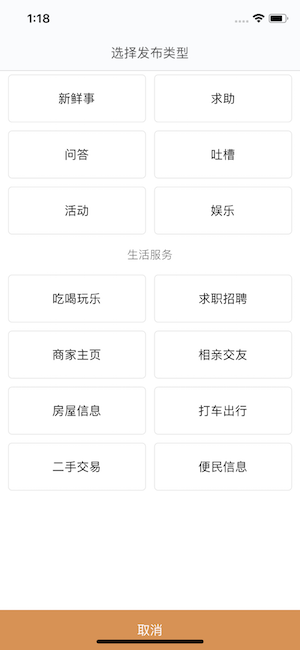 1:18
选择发布类型
新鲜事
求助
问答
吐槽
活动
娱乐
生活服务
吃喝玩乐
求职招聘
商家主页
相亲交友
房屋信息
打车出行
二手交易
便民信息
取消